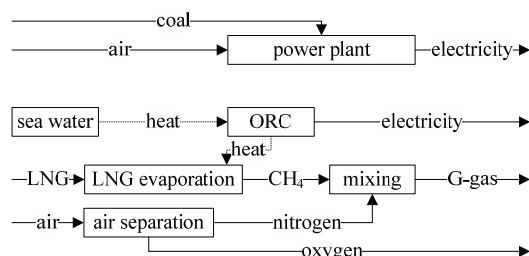 coal
air power plant electricity
sea water heat ORC electricity
heat
LNG LNG evaporation CH₄ mixing G-gas
air air separation nitrogen
oxygen